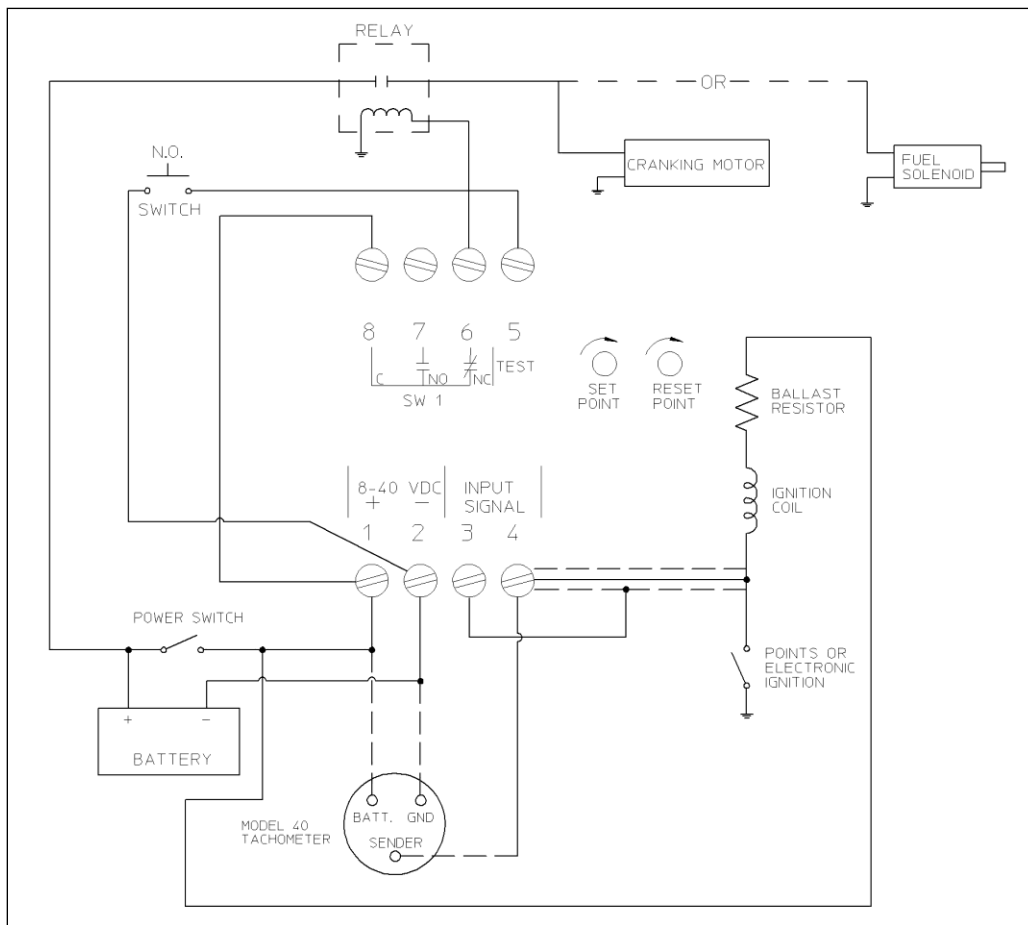 RELAY
OR
N.O.
SWITCH
CRANKING MOTOR
FUEL
SOLENOID
8 7 6 5
C NO NC TEST
SW 1
SET
POINT
RESET
POINT
BALLAST
RESISTOR
8-40 VDC
+ −
INPUT
SIGNAL
1 2 3 4
IGNITION
COIL
POWER SWITCH
POINTS OR
ELECTRONIC
IGNITION
+ −
BATTERY
MODEL 40
TACHOMETER
BATT. GND
SENDER